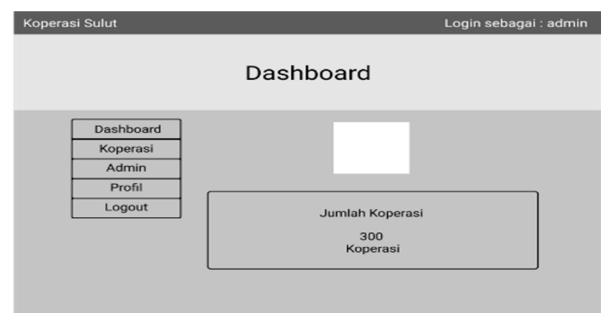 Koperasi Sulut
Login sebagai : admin
Dashboard
Dashboard
Koperasi
Admin
Profil
Logout
Jumlah Koperasi
300
Koperasi